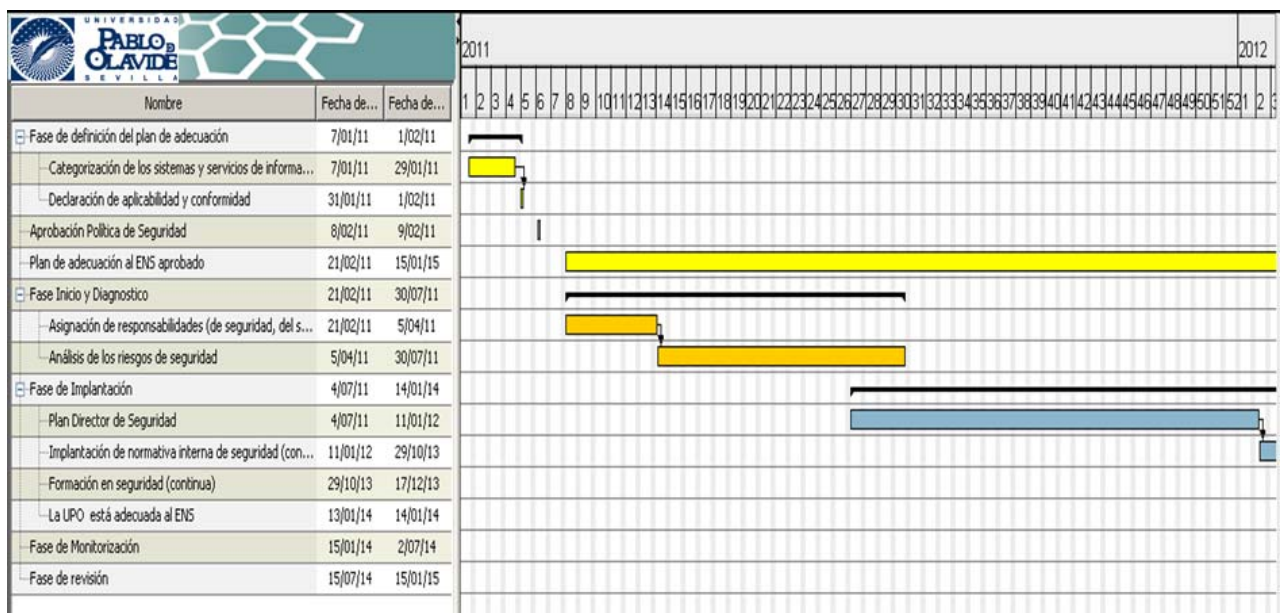 UNIVERSIDAD
PABLO DE
OLAVIDE
SEVILLA
2011 2012
Nombre Fecha de... Fecha de... 1 2 3 4 5 6 7 8 9 10 11 12 13 14 15 16 17 18 19 20 21 22 23 24 25 26 27 28 29 30 31 32 33 34 35 36 37 38 39 40 41 42 43 44 45 46 47 48 49 50 51 52 1 2 3
Fase de definición del plan de adecuación 7/01/11 1/02/11
Categorización de los sistemas y servicios de informa... 7/01/11 29/01/11
Declaración de aplicabilidad y conformidad 31/01/11 1/02/11
Aprobación Política de Seguridad 8/02/11 9/02/11
Plan de adecuación al ENS aprobado 21/02/11 15/01/15
Fase Inicio y Diagnostico 21/02/11 30/07/11
Asignación de responsabilidades (de seguridad, del s... 21/02/11 5/04/11
Análisis de los riesgos de seguridad 5/04/11 30/07/11
Fase de Implantación 4/07/11 14/01/14
Plan Director de Seguridad 4/07/11 11/01/12
Implantación de normativa interna de seguridad (con... 11/01/12 29/10/13
Formación en seguridad (continua) 29/10/13 17/12/13
La UPO está adecuada al ENS 13/01/14 14/01/14
Fase de Monitorización 15/01/14 2/07/14
Fase de revisión 15/07/14 15/01/15